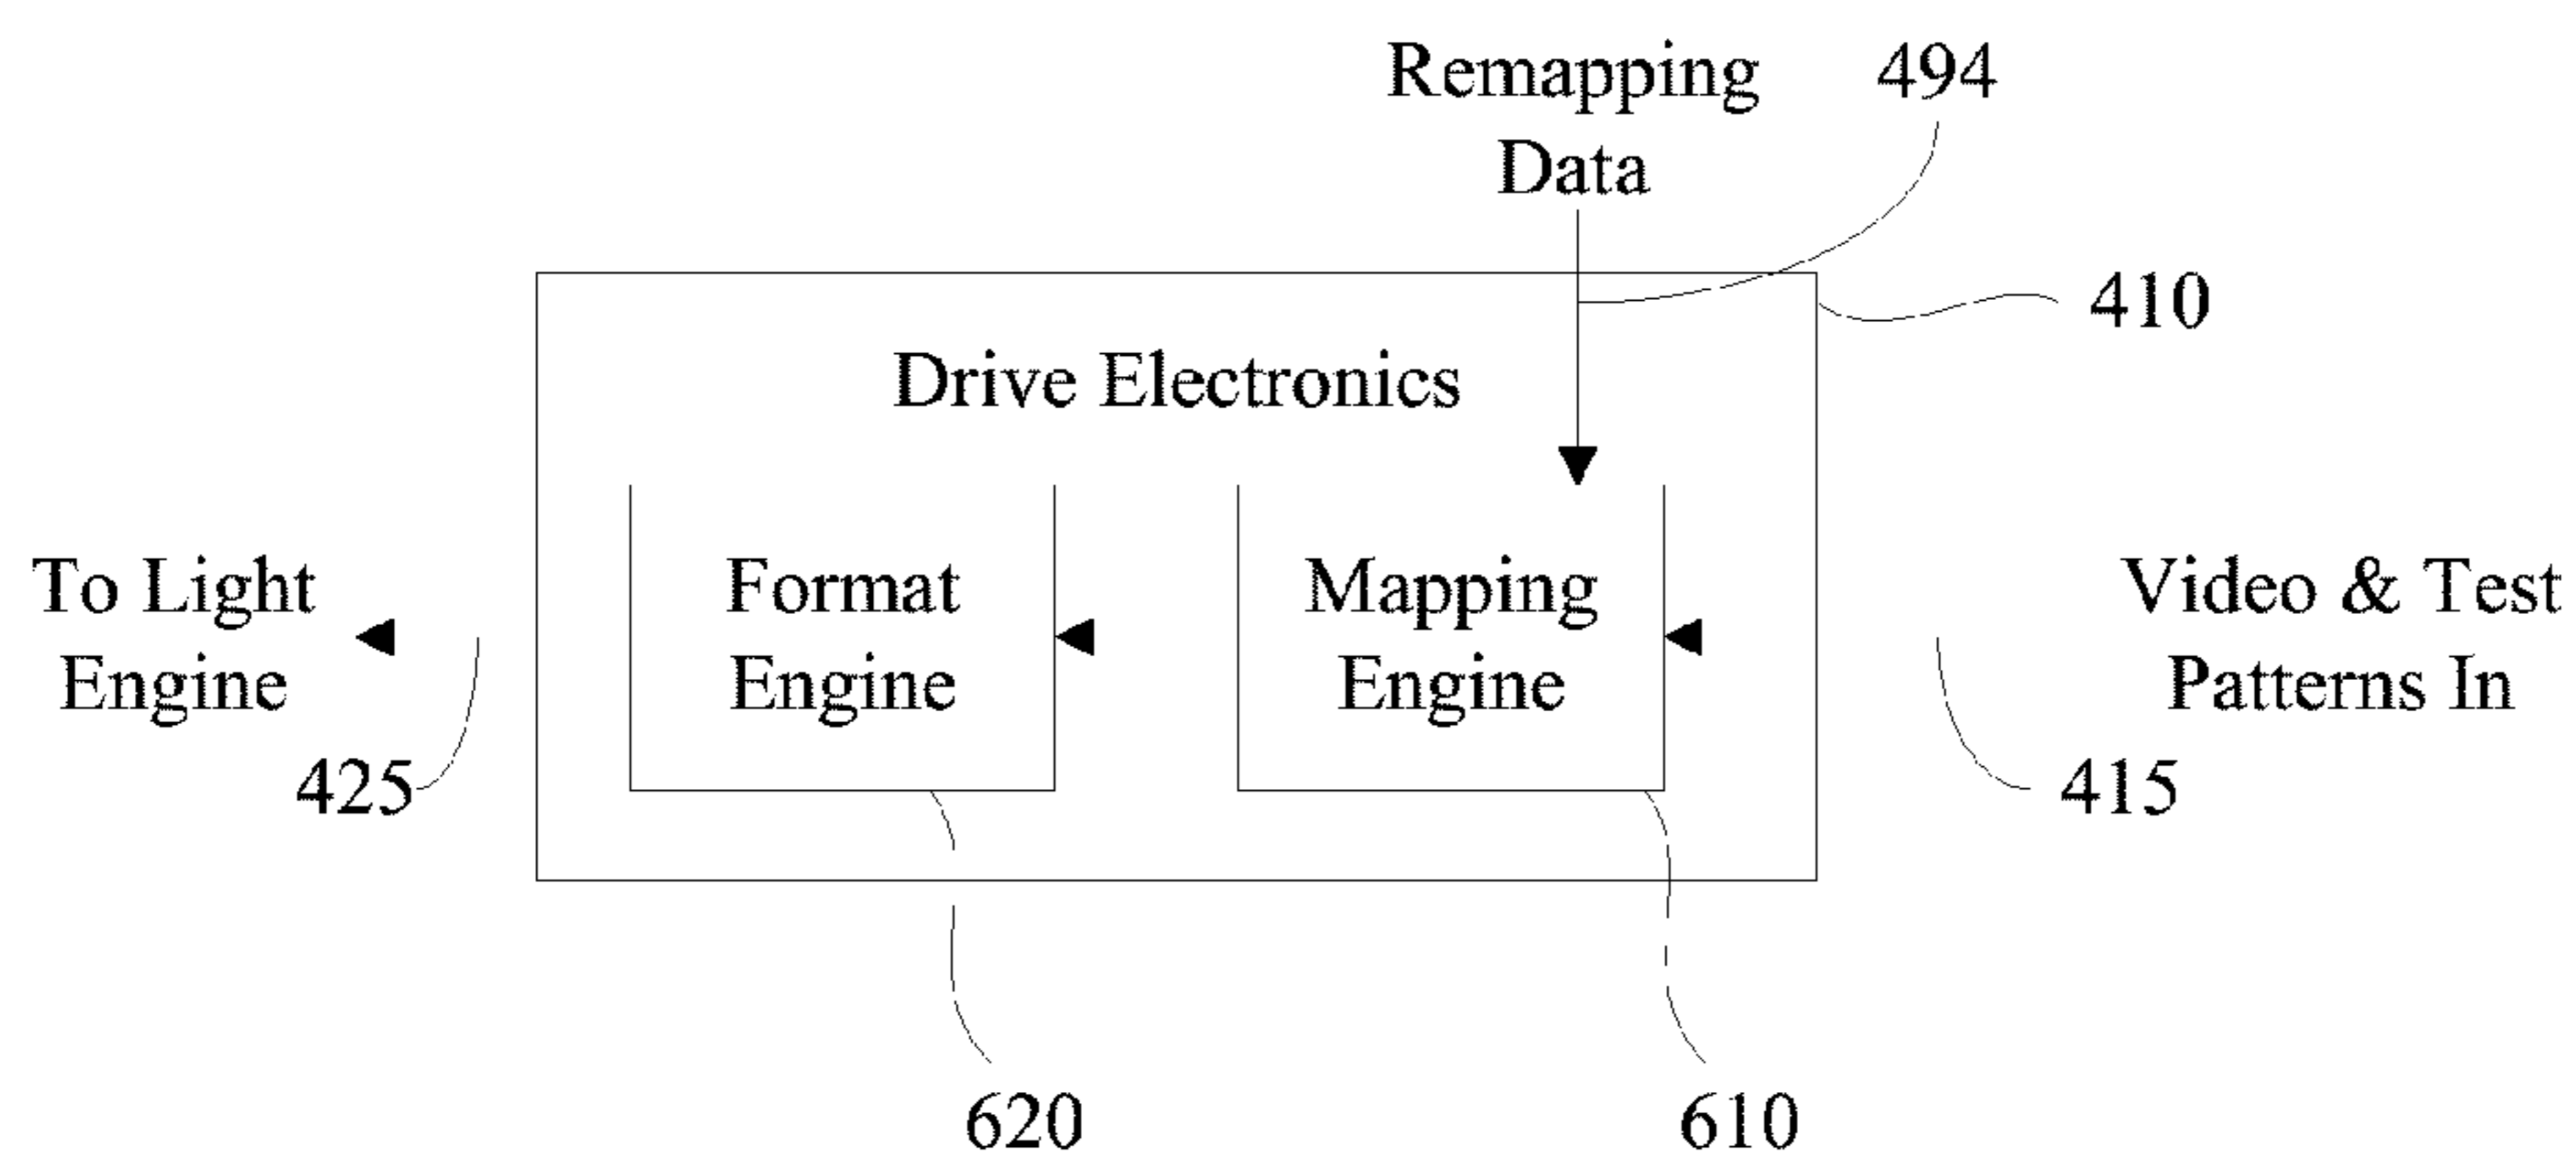 Remapping
Data
494
410
Drive Electronics
To Light
Engine
Format
Engine
Mapping
Engine
Video & Test
Patterns In
425
415
620
610